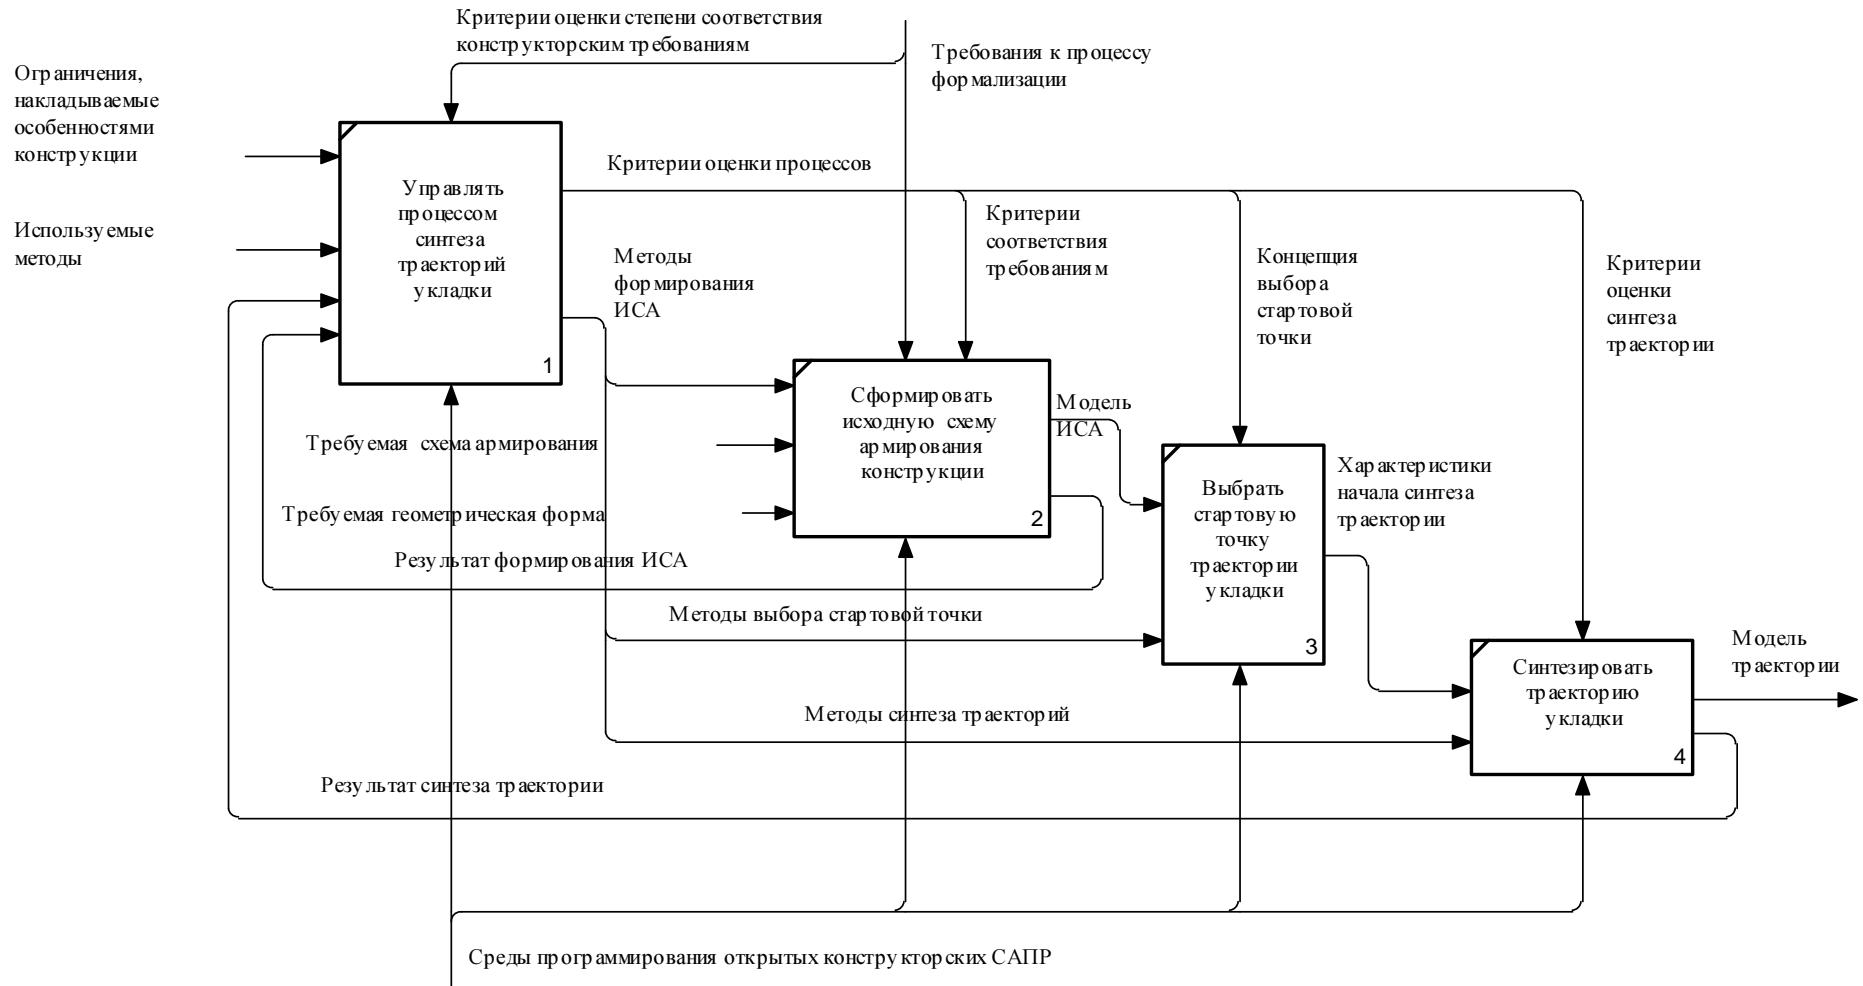 Критерии оценки степени соответствия
конструкторским требованиям
Требования к процессу
формализации
Ограничения,
накладываемые
особенностями
конструкции
Критерии оценки процессов
Управлять
процессом
синтеза
траекторий
укладки
1
Используемые
методы
Критерии
соответствия
требованиям
Методы
формирования
ИСА
Концепция
выбора
стартовой
точки
Критерии
оценки
синтеза
траектории
Сформировать
исходную схему
армирования
конструкции
2
Модель
ИСА
Требуемая схема армирования
Требуемая геометрическая форма
Результат формирования ИСА
Выбрать
стартовую
точку
траектории
укладки
3
Характеристики
начала синтеза
траектории
Методы выбора стартовой точки
Синтезировать
траекторию
укладки
4
Модель
траектории
Методы синтеза траекторий
Результат синтеза траектории
Среды программирования открытых конструкторских САПР